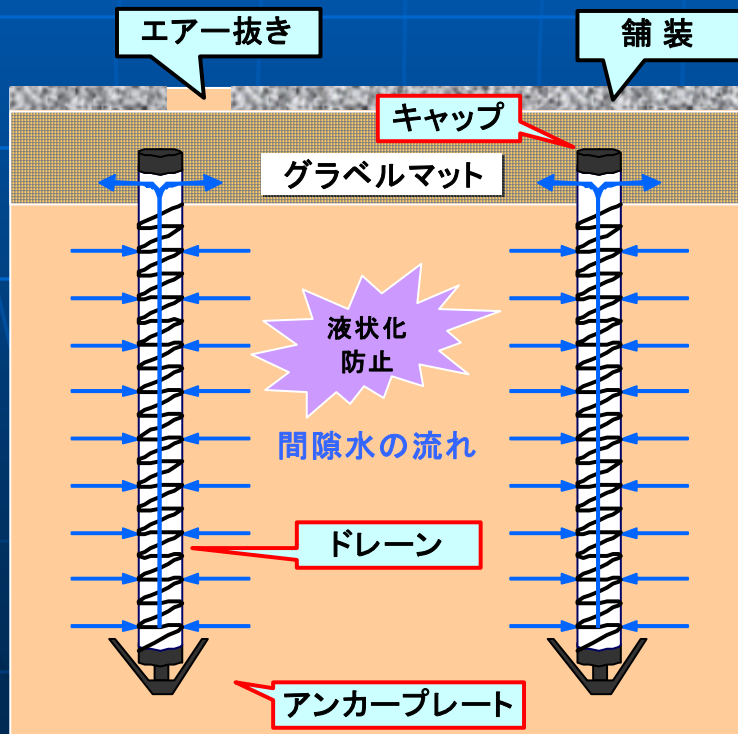 エアー抜き
舗 装
キャップ
グラベルマット
液状化
防止
間隙水の流れ
ドレーン
アンカープレート